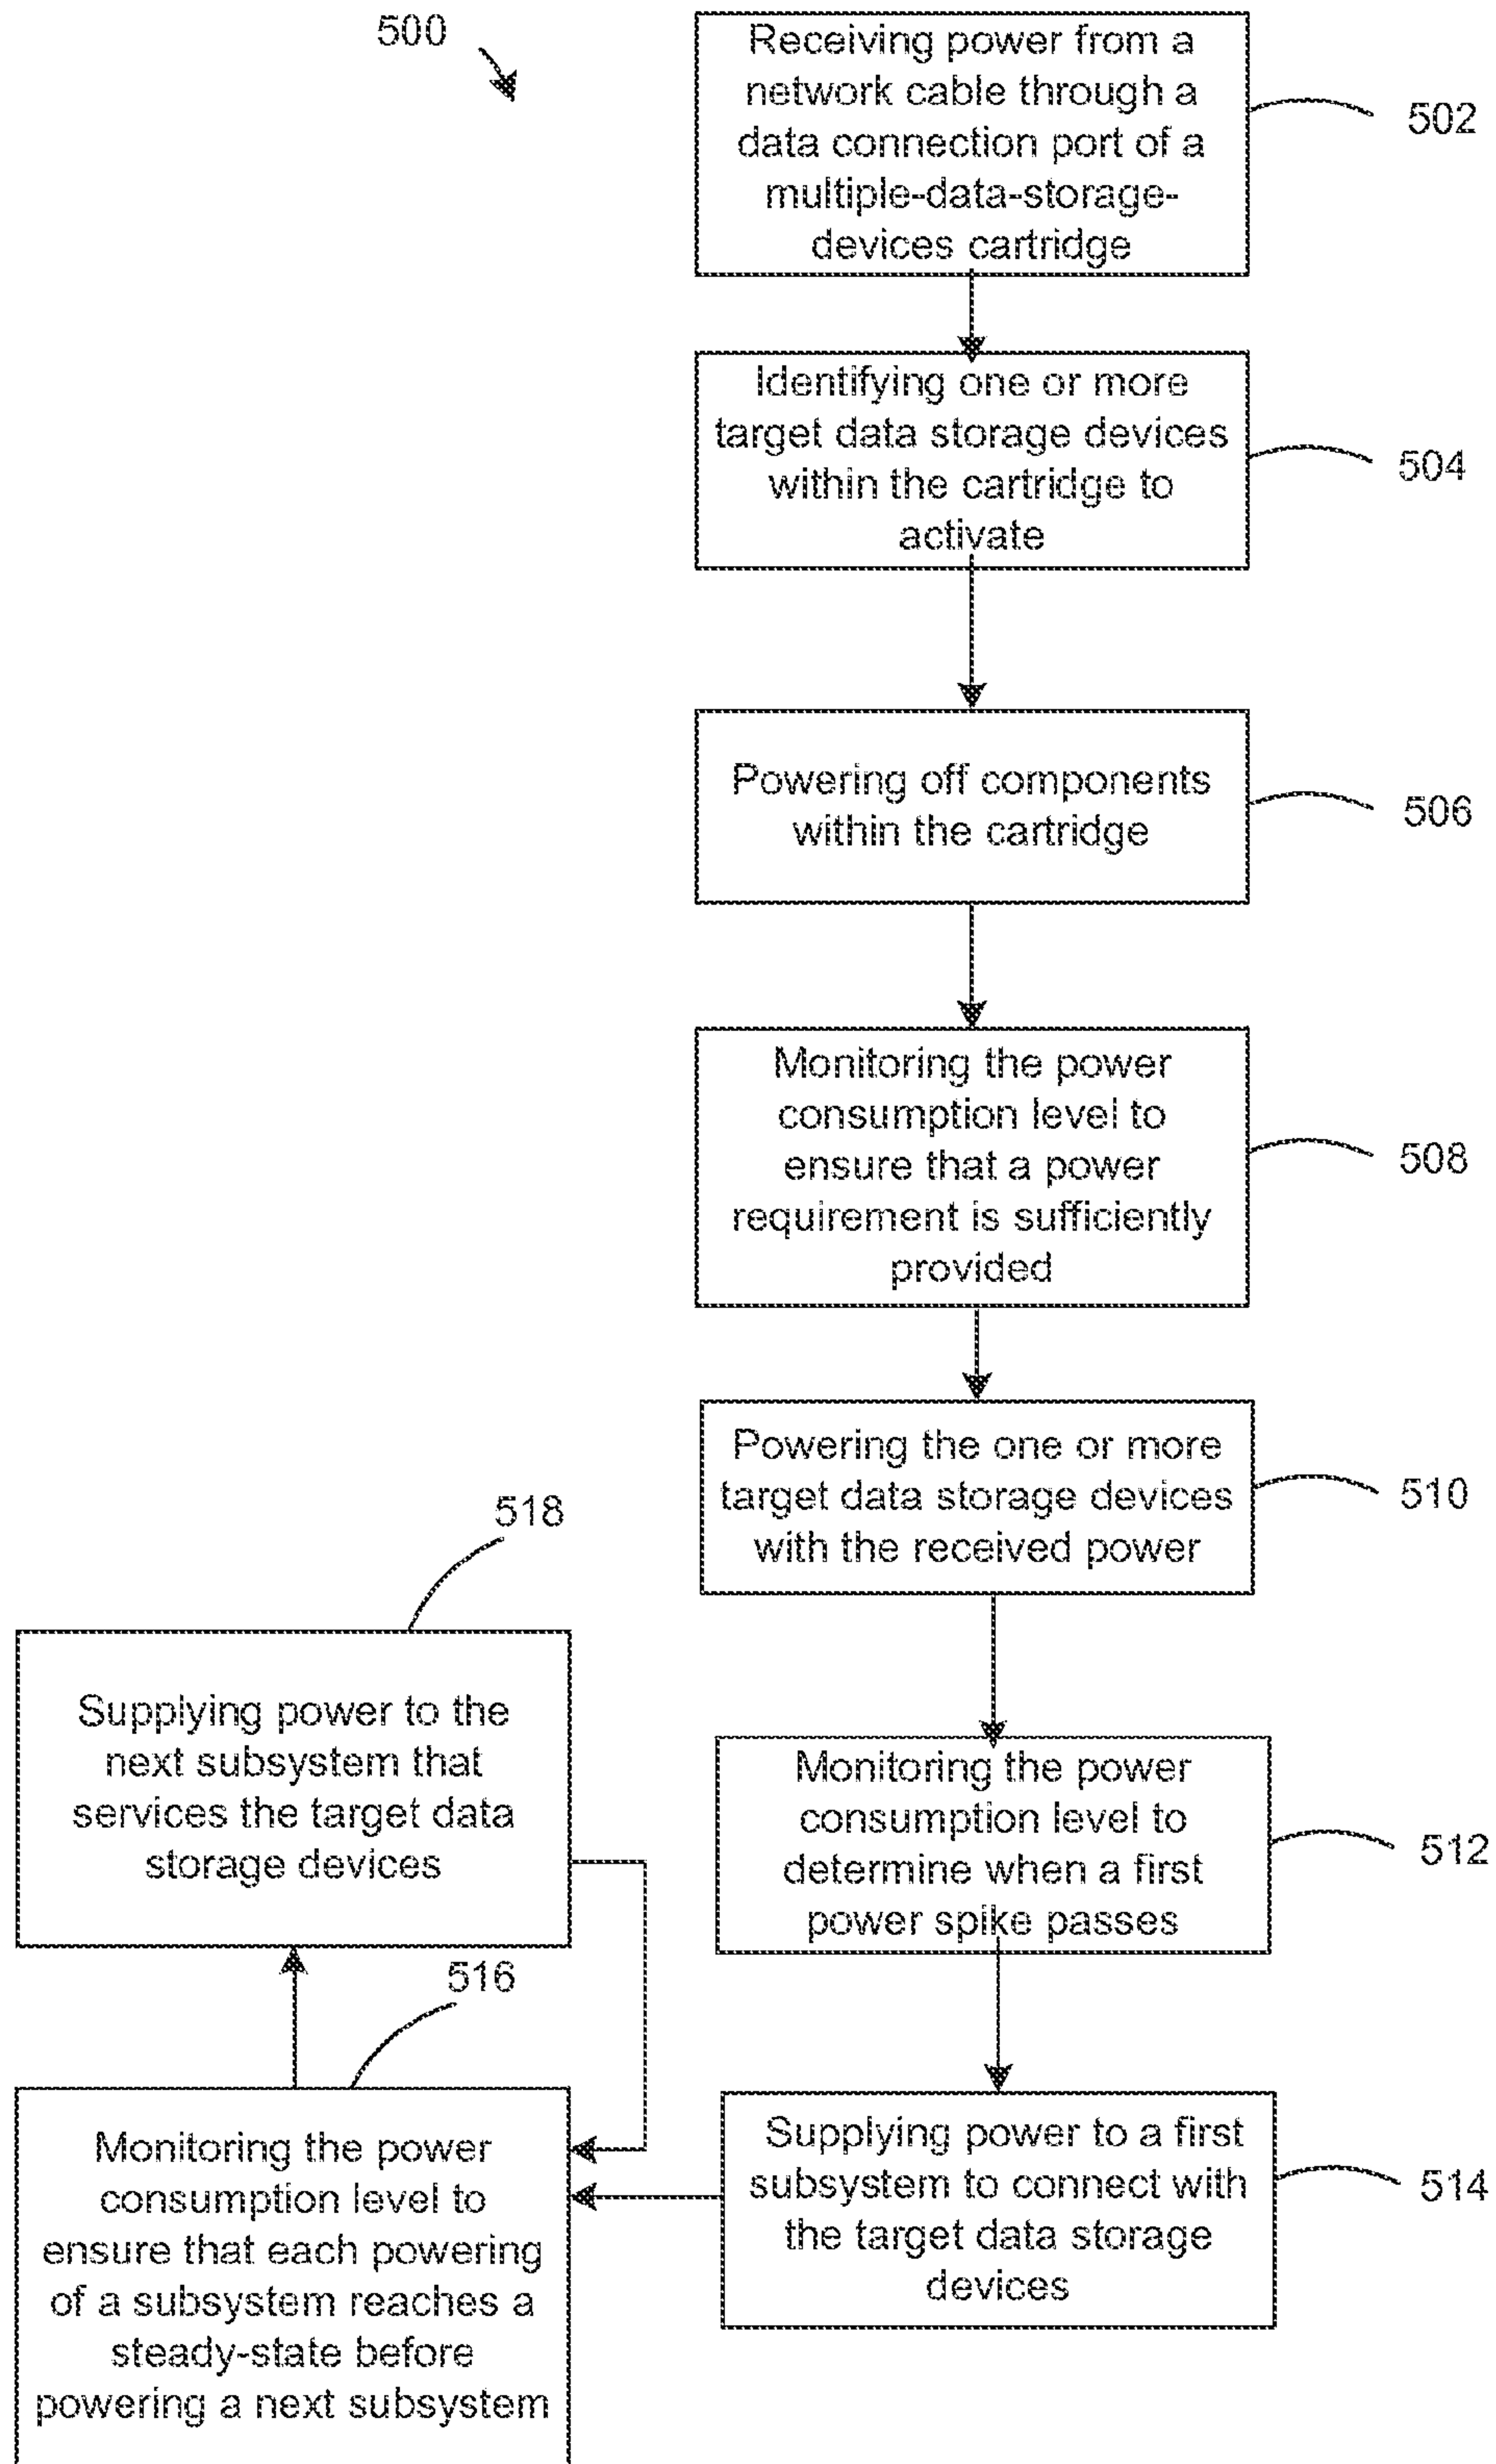 500
Receiving power from a
network cable through a
data connection port of a
multiple-data-storage-
devices cartridge
502
Identifying one or more
target data storage devices
within the cartridge to
activate
504
Powering off components
within the cartridge
506
Monitoring the power
consumption level to
ensure that a power
requirement is sufficiently
provided
508
Powering the one or more
target data storage devices
with the received power
510
Monitoring the power
consumption level to
determine when a first
power spike passes
512
Supplying power to a first
subsystem to connect with
the target data storage
devices
514
516
Monitoring the power
consumption level to
ensure that each powering
of a subsystem reaches a
steady-state before
powering a next subsystem
518
Supplying power to the
next subsystem that
services the target data
storage devices